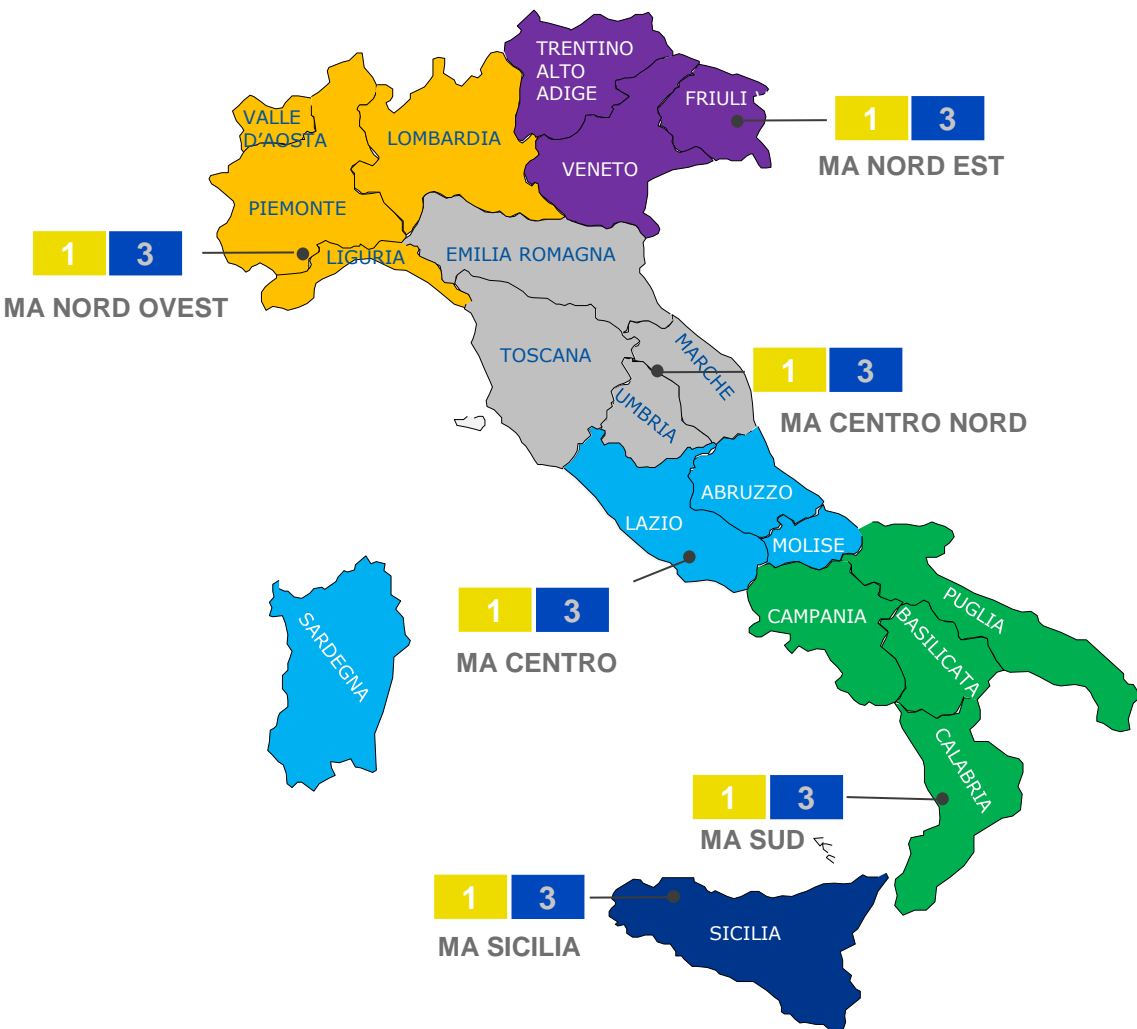 TRENTINO
ALTO
ADIGE
FRIULI
1 3
MA NORD EST
VALLE
D'AOSTA
LOMBARDIA
VENETO
PIEMONTE
1 3
MA NORD OVEST
LIGURIA
EMILIA ROMAGNA
TOSCANA
MARCHE
1 3
MA CENTRO NORD
UMBRIA
ABRUZZO
LAZIO
MOLISE
1 3
MA CENTRO
SARDEGNA
CAMPANIA
PUGLIA
BASILICATA
CALABRIA
1 3
MA SUD
1 3
MA SICILIA
SICILIA